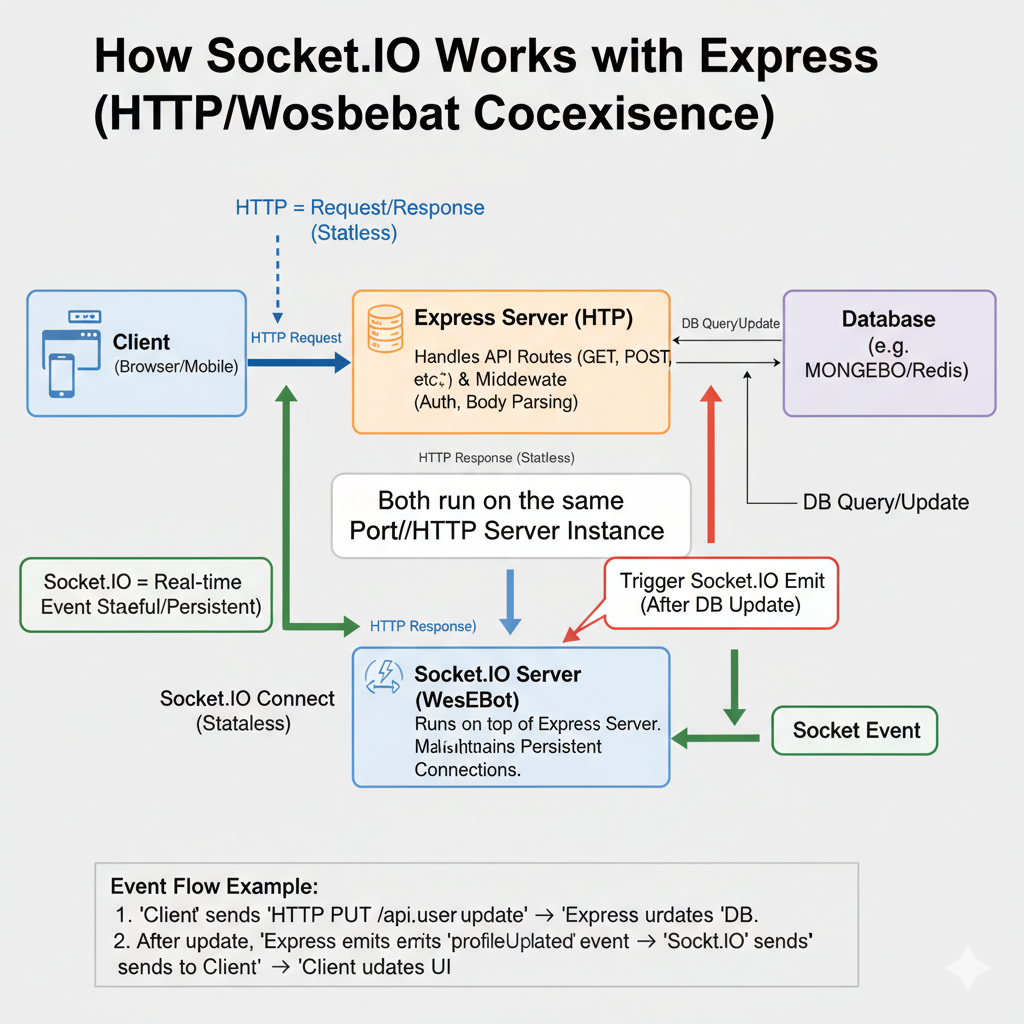 How Socket.IO Works with Express
(HTTP/Wosbebat Cocexisence)
HTTP = Request/Response
(Statless)
Client
(Browser/Mobile)
HTTP Request
Express Server (HTP)
Handles API Routes (GET, POST,
etc.) & Middewate
(Auth, Body Parsing)
DB QueryUpdate
Database
(e.g.
MONGEBO/Redis)
HTTP Response (Statless)
Both run on the same
Port//HTTP Server Instance
DB Query/Update
Socket.IO = Real-time
Event Staeful/Persistent)
Trigger Socket.IO Emit
(After DB Update)
HTTP Response)
Socket.IO Connect
(Stataless)
Socket.IO Server
(WesEBot)
Runs on top of Express Server.
Persistent
Connections.
Socket Event
Event Flow Example:
1. 'Client' sends 'HTTP PUT /api.user update' → 'Express urdates 'DB.
2. After update, 'Express emits emits 'profileUplated' event → 'Sockt.IO' sends'
sends to Client' → 'Client udates UI